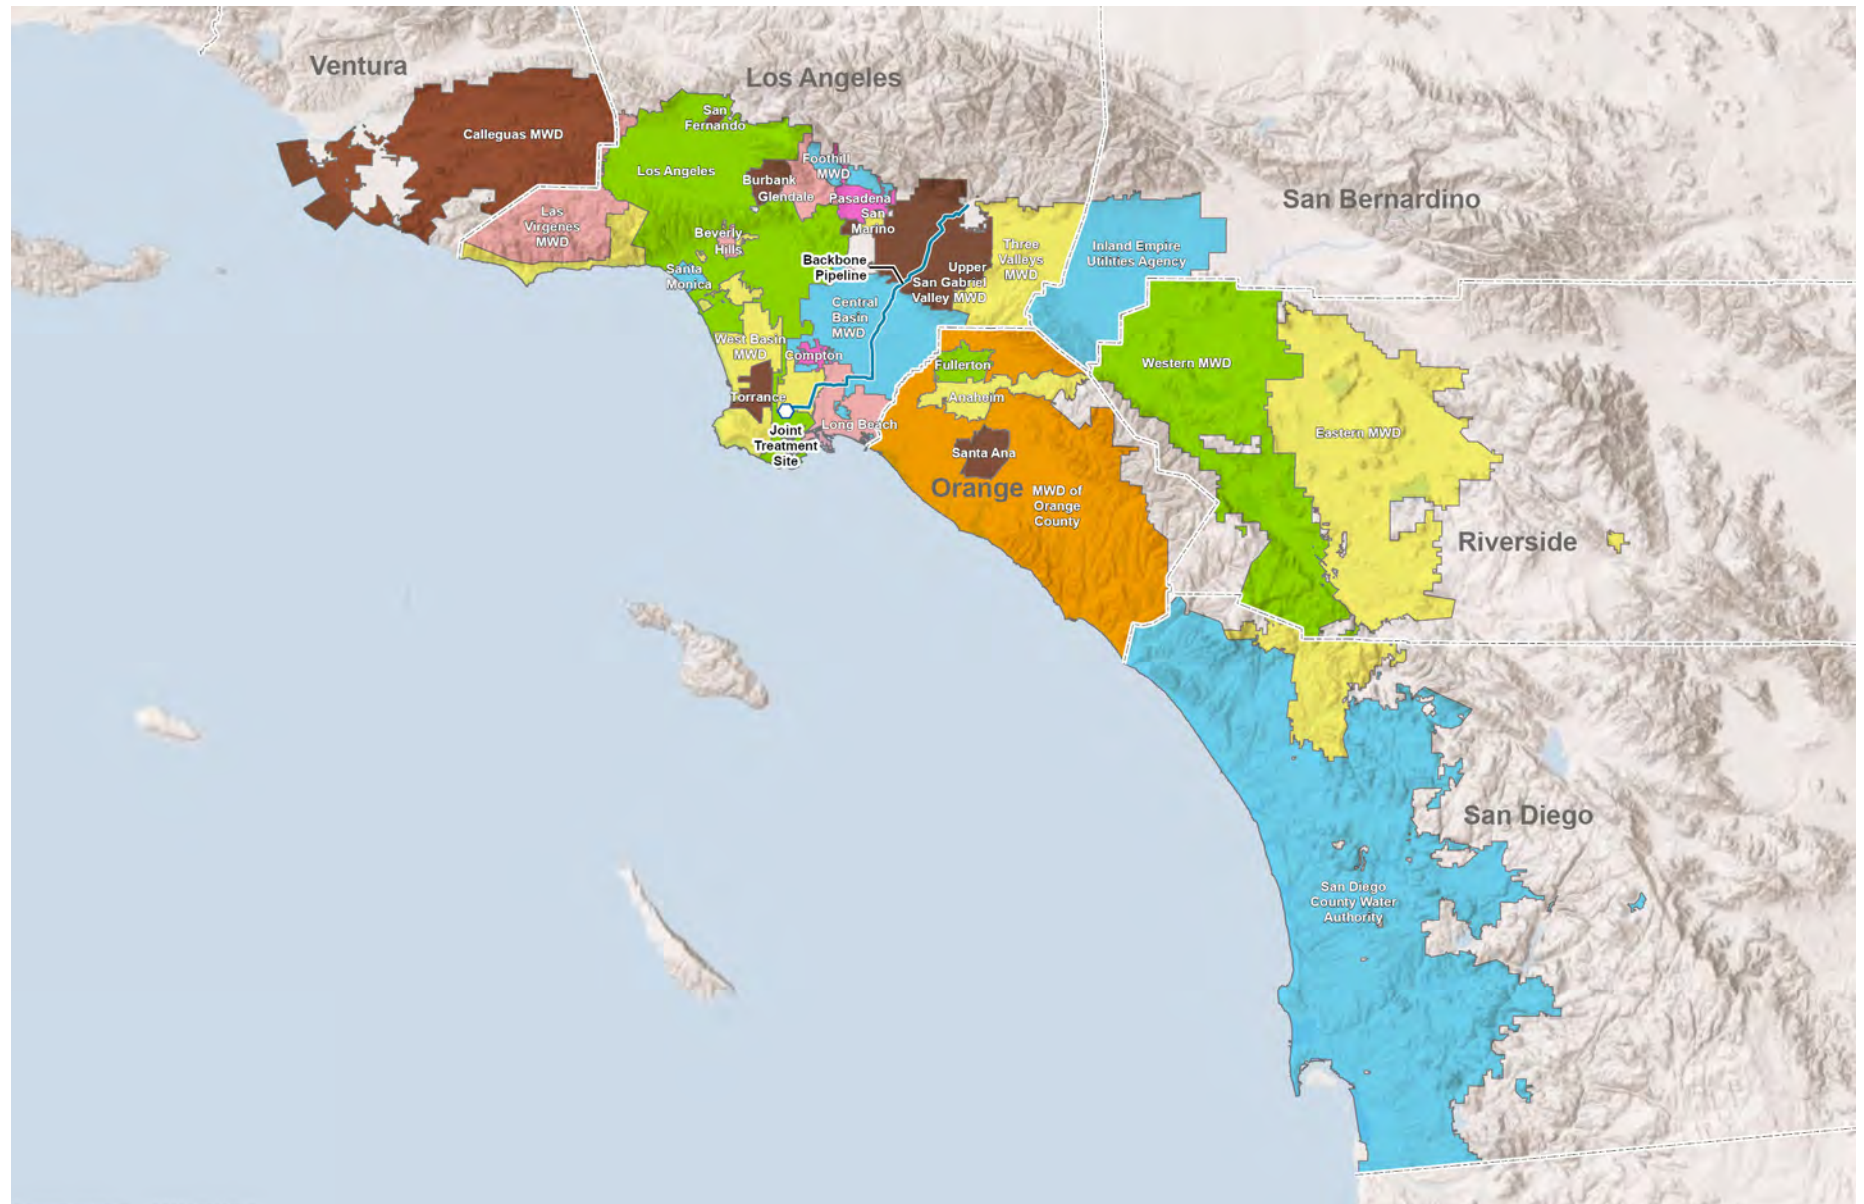 Ventura
Los Angeles
San Bernardino
Orange
Riverside
San Diego
Calleguas MWD
Las
Virgenes
MWD
San
Fernando
Los Angeles
Burbank
Glendale
Foothill
MWD
Pasadena
San
Marino
Beverly
Hills
Santa
Monica
Backbone
Pipeline
Upper
San Gabriel
Valley MWD
Three
Valleys
MWD
Inland Empire
Utilities Agency
Central
Basin
MWD
West Basin
MWD
Compton
Torrance
Long Beach
Joint
Treatment
Site
Fullerton
Anaheim
Santa Ana
MWD of
Orange
County
Western MWD
Eastern MWD
San Diego
County Water
Authority